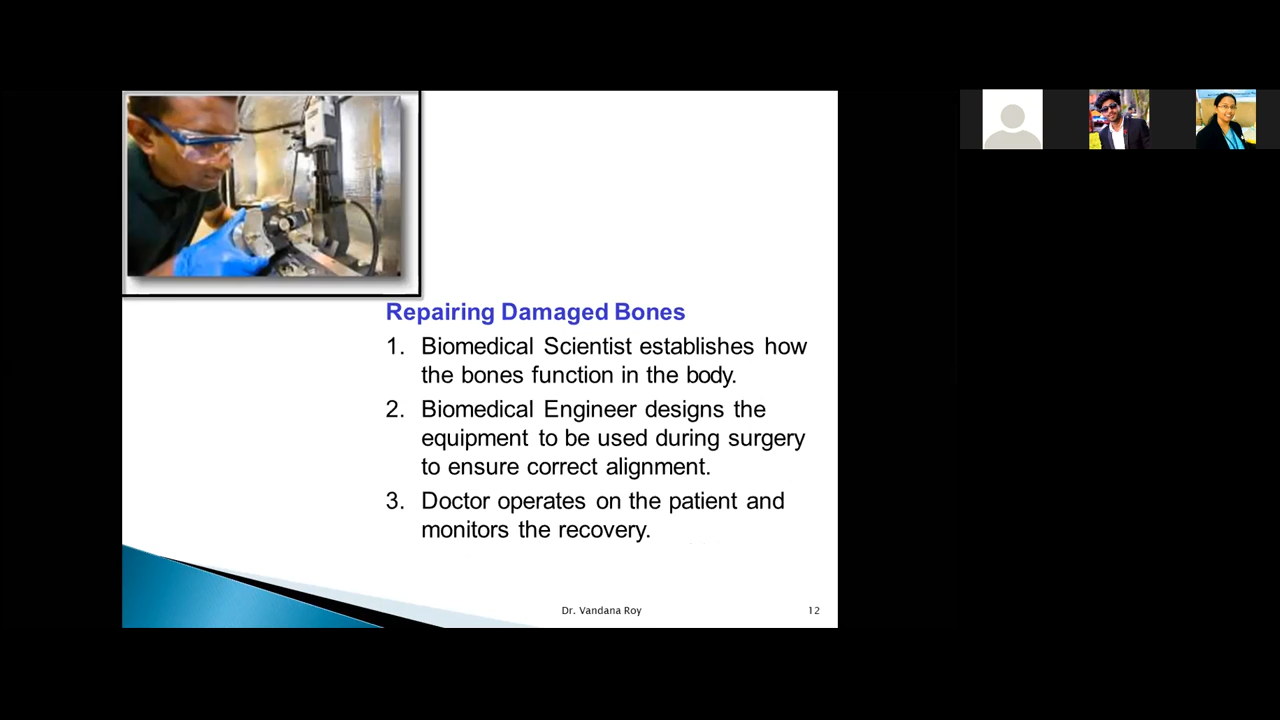 Repairing Damaged Bones
1. Biomedical Scientist establishes how
the bones function in the body.
2. Biomedical Engineer designs the
equipment to be used during surgery
to ensure correct alignment.
3. Doctor operates on the patient and
monitors the recovery.
Dr. Vandana Roy
12